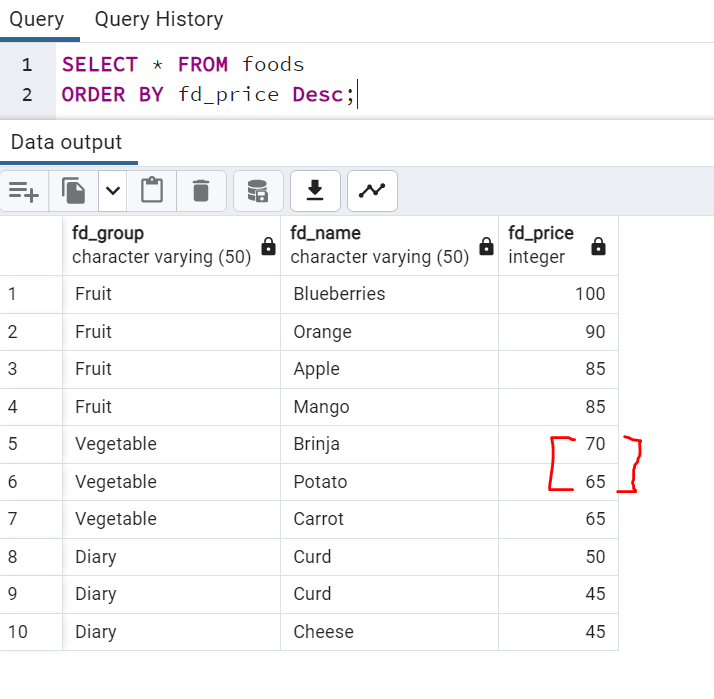 Query Query History
1 SELECT * FROM foods
2 ORDER BY fd_price Desc;
Data output
fd_group fd_name fd_price
character varying (50) character varying (50) integer
1 Fruit Blueberries 100
2 Fruit Orange 90
3 Fruit Apple 85
4 Fruit Mango 85
5 Vegetable Brinja 70
6 Vegetable Potato 65
7 Vegetable Carrot 65
8 Diary Curd 50
9 Diary Curd 45
10 Diary Cheese 45